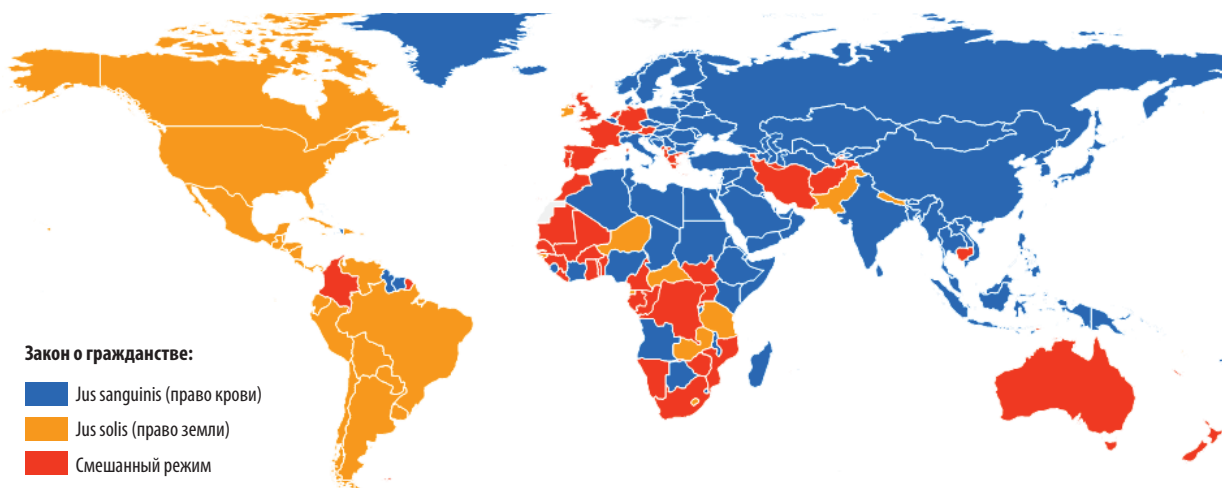 Закон о гражданстве:
Jus sanguinis (право крови)
Jus solis (право земли)
Смешанный режим